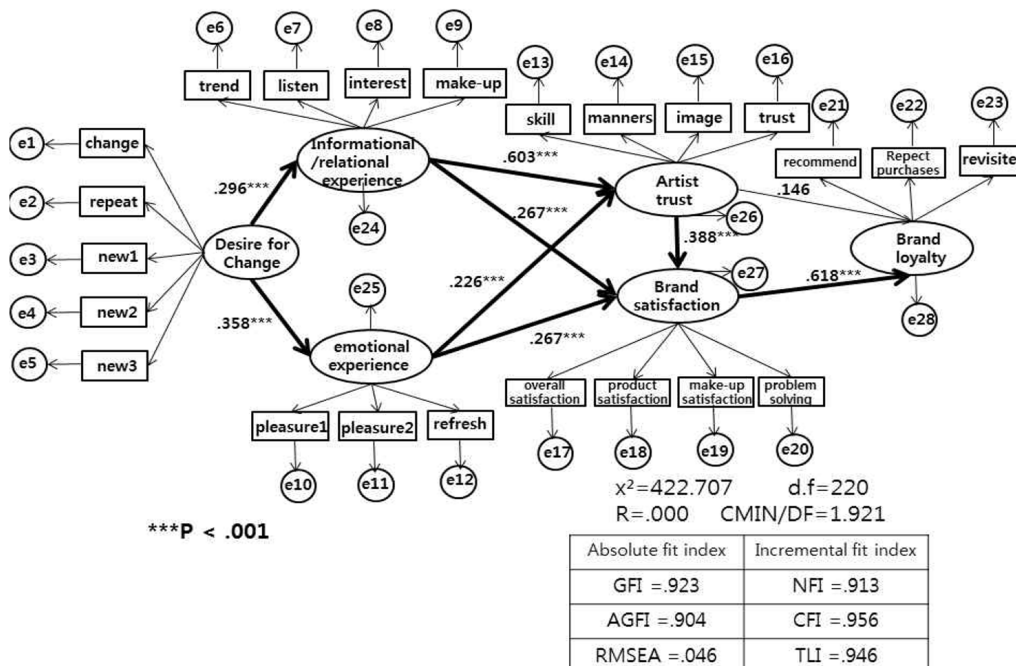 e6
e7
e8
e9
trend
listen
interest
make-up
e13
e14
e15
e16
skill
manners
image
trust
e21
e22
e23
recommend
Repect
purchases
revisite
e1
change
e2
repeat
e3
new1
e4
new2
e5
new3
Desire for
Change
Informational
/relational
experience
e24
.296***
.358***
e25
emotional
experience
.603***
.267***
.226***
.267***
Artist
trust
e26
.388***
.146
Brand
satisfaction
e27
.618***
Brand
loyalty
e28
pleasure1
pleasure2
refresh
e10
e11
e12
overall
satisfaction
product
satisfaction
make-up
satisfaction
problem
solving
e17
e18
e19
e20
***P < .001
x²=422.707 d.f=220
R=.000 CMIN/DF=1.921
Absolute fit index Incremental fit index
GFI =.923 NFI =.913
AGFI =.904 CFI =.956
RMSEA =.046 TLI =.946